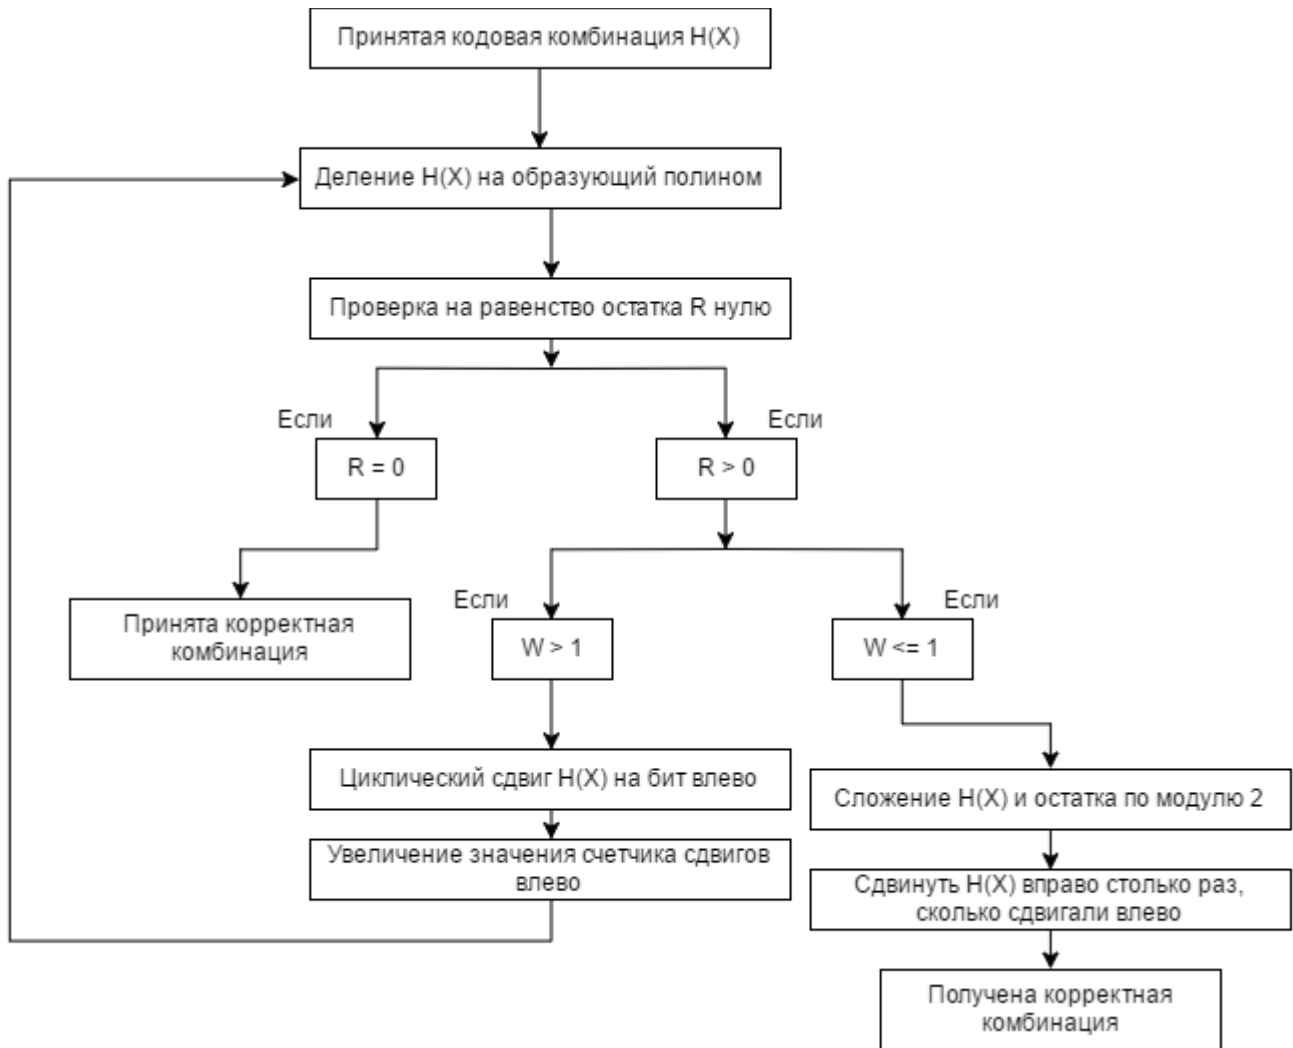 Принятая кодовая комбинация H(X)
Деление H(X) на образующий полином
Проверка на равенство остатка R нулю
Если
Если
R = 0
R > 0
Если
Если
Принята корректная
комбинация
W > 1
W <= 1
Циклический сдвиг H(X) на бит влево
Увеличение значения счетчика сдвигов
влево
Сложение H(X) и остатка по модулю 2
Сдвинуть H(X) вправо столько раз,
сколько сдвигали влево
Получена корректная
комбинация